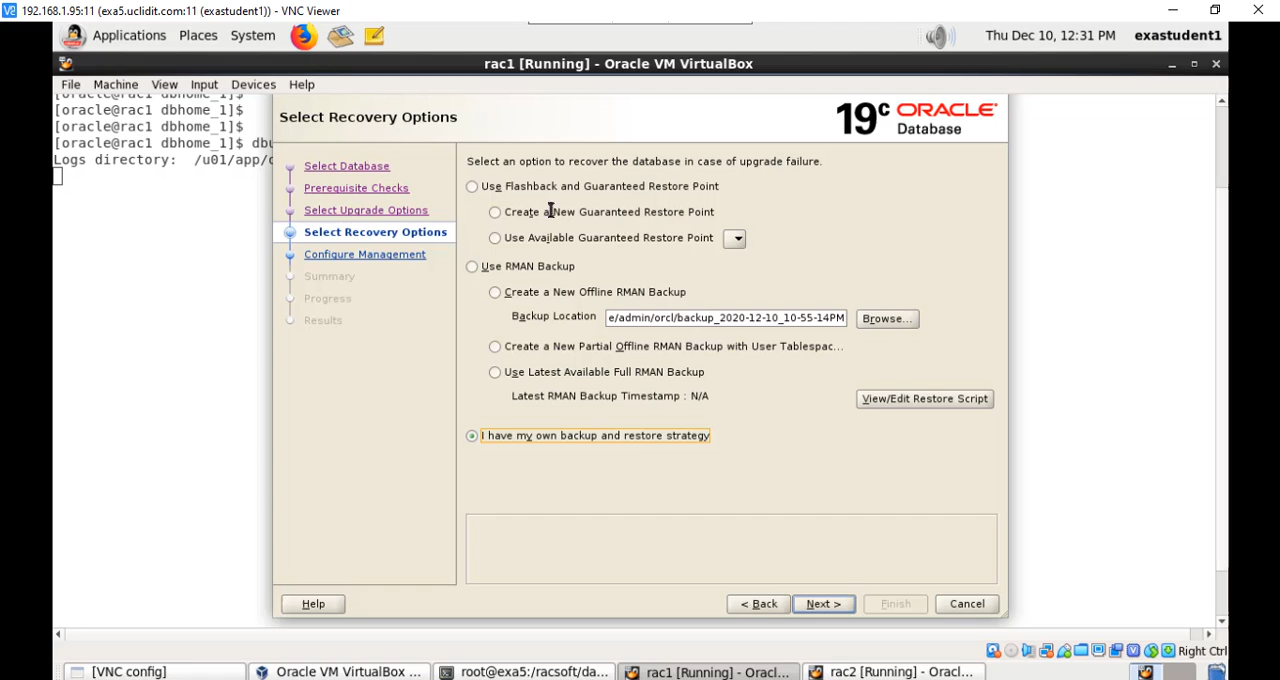 192.168.1.95:11 (exa5.uclidit.com:11 (exastudent1)) - VNC Viewer
Applications Places System Thu Dec 10, 12:31 PM exastudent1
rac1 [Running] - Oracle VM VirtualBox
File Machine View Input Devices Help
[oracle@rac1 dbhome_1]$
[oracle@rac1 dbhome_1]$
[oracle@rac1 dbhome_1]$
[oracle@rac1 dbhome_1]$
Logs directory: /u01/app/
Select Recovery Options
19c ORACLE
Database
Select Database
Prerequisite Checks
Select Upgrade Options
Select Recovery Options
Configure Management
Summary
Progress
Results
Select an option to recover the database in case of upgrade failure.
Use Flashback and Guaranteed Restore Point
Create a New Guaranteed Restore Point
Use Available Guaranteed Restore Point
Use RMAN Backup
Create a New Offline RMAN Backup
Backup Location e/admin/orcl/backup_2020-12-10_10-55-14PM Browse...
Create a New Partial Offline RMAN Backup with User Tablespac...
Use Latest Available Full RMAN Backup
Latest RMAN Backup Timestamp : N/A View/Edit Restore Script
I have my own backup and restore strategy
Help < Back Next > Finish Cancel
Right Ctrl
[VNC config] Oracle VM VirtualBox ... root@exa5:/racsoft/da... rac1 [Running] - Oracl... rac2 [Running] - Oracl...